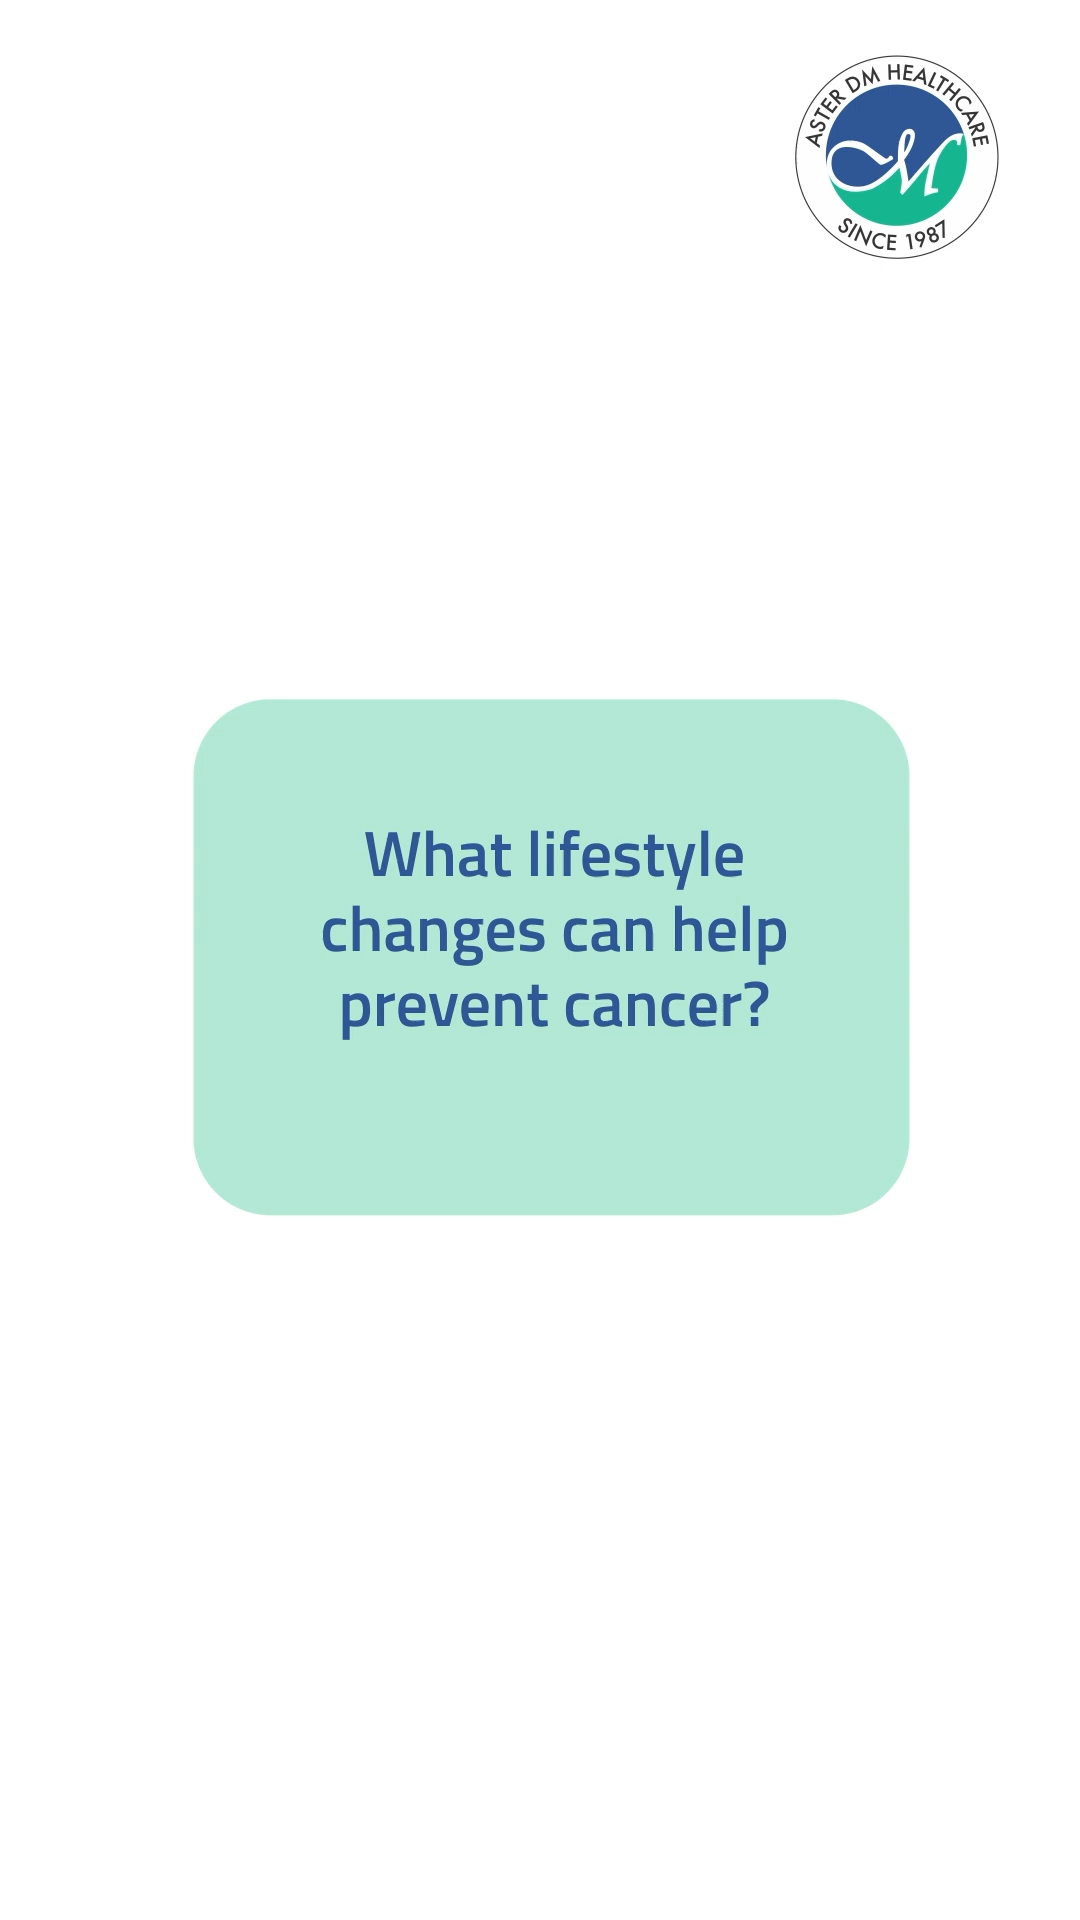 ASTER DM HEALTHCARE
SINCE 1987
What lifestyle
changes can help
prevent cancer?